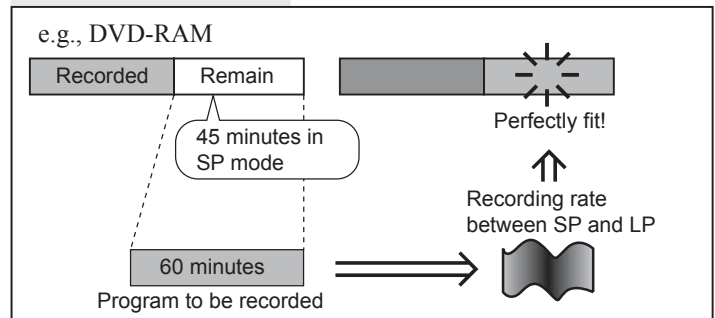 e.g., DVD-RAM
Recorded
Remain
45 minutes in
SP mode
Perfectly fit!
Recording rate
between SP and LP
60 minutes
Program to be recorded